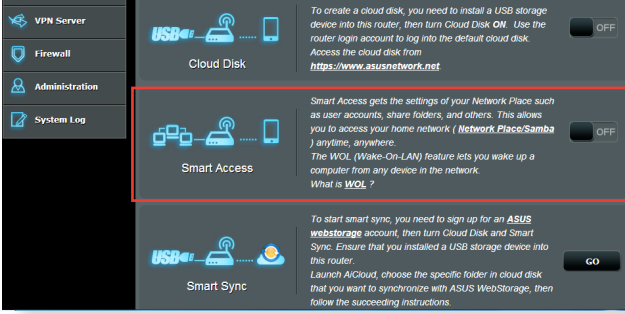 VPN Server
Firewall
Administration
System Log
USB
Cloud Disk
To create a cloud disk, you need to install a USB storage
device into this router, then turn Cloud Disk ON. Use the
router login account to log into the default cloud disk.
Access the cloud disk from
https://www.asusnetwork.net.
OFF
Smart Access
Smart Access gets the settings of your Network Place such
as user accounts, share folders, and others. This allows
you to access your home network ( Network Place/Samba
) anytime, anywhere.
The WOL (Wake-On-LAN) feature lets you wake up a
computer from any device in the network.
What is WOL ?
OFF
USB
Smart Sync
To start smart sync, you need to sign up for an ASUS
webstorage account, then turn Cloud Disk and Smart
Sync. Ensure that you installed a USB storage device into
this router.
Launch AiCloud, choose the specific folder in cloud disk
that you want to synchronize with ASUS WebStorage, then
follow the succeeding instructions.
GO